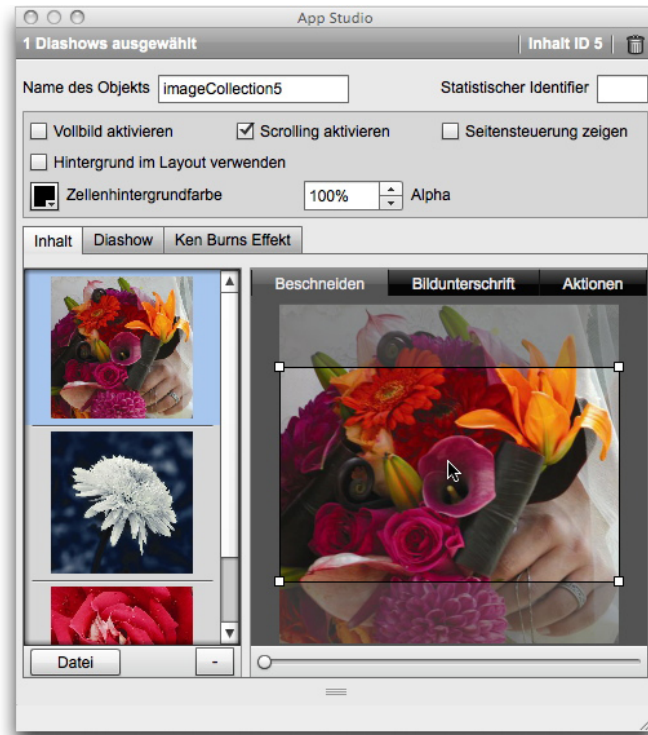 App Studio
1 Diashows ausgewählt Inhalt ID 5
Name des Objekts imageCollection5 Statistischer Identifier
Vollbild aktivieren Scrolling aktivieren Seitensteuerung zeigen
Hintergrund im Layout verwenden
Zellenhintergrundfarbe 100% Alpha
Inhalt Diashow Ken Burns Effekt
Beschneiden Bildunterschrift Aktionen
Datei -